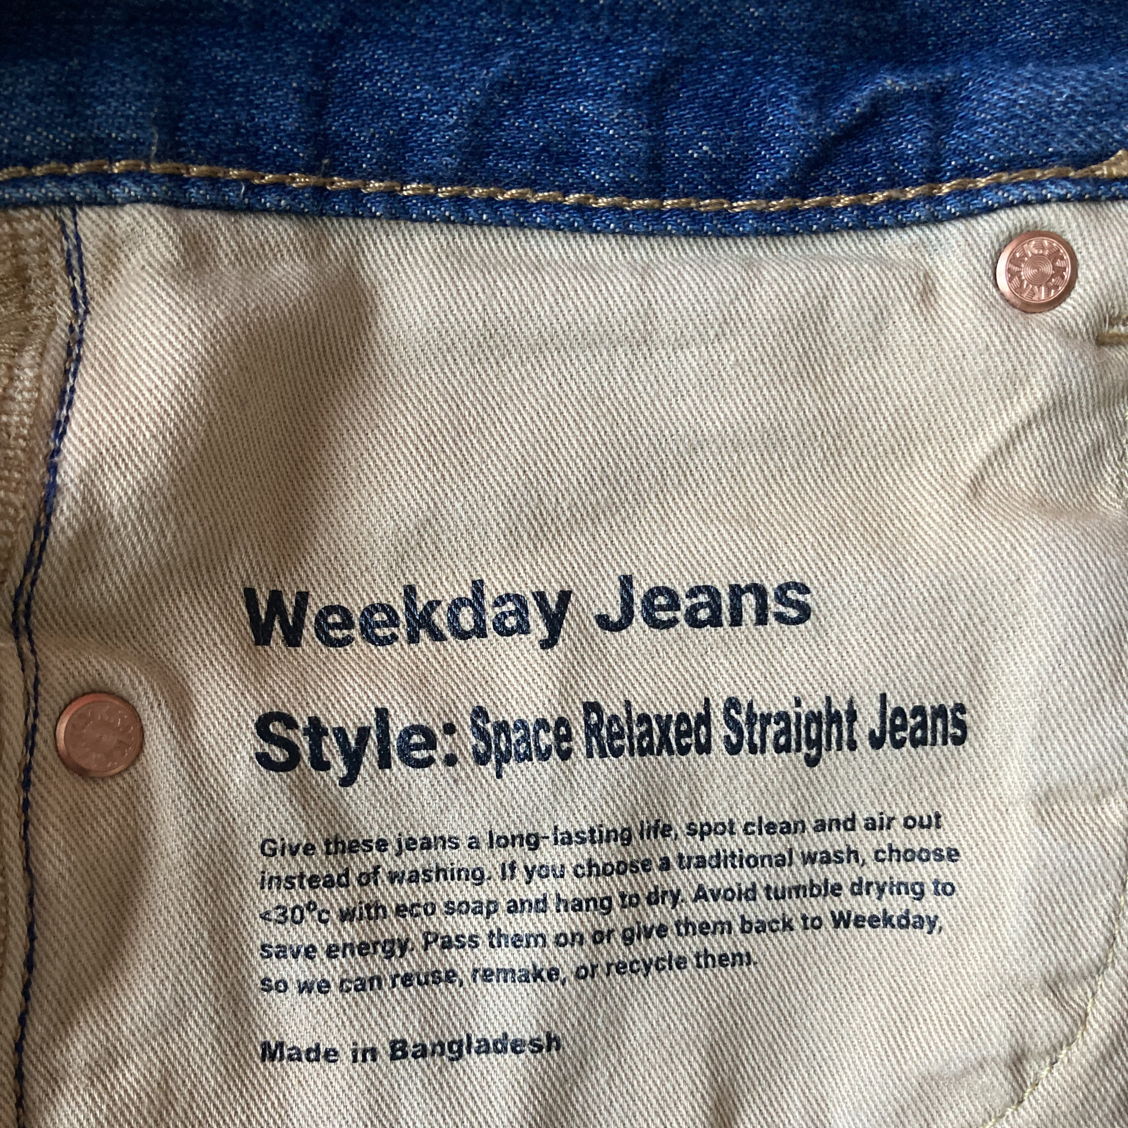 Weekday Jeans
Style: Space Relaxed Straight Jeans
Give these jeans a long-lasting life, spot clean and air out
instead of washing. If you choose a traditional wash, choose
<30°c with eco soap and hang to dry. Avoid tumble drying to
save energy. Pass them on or give them back to Weekday,
so we can reuse, remake, or recycle them.
Made in Bangladesh